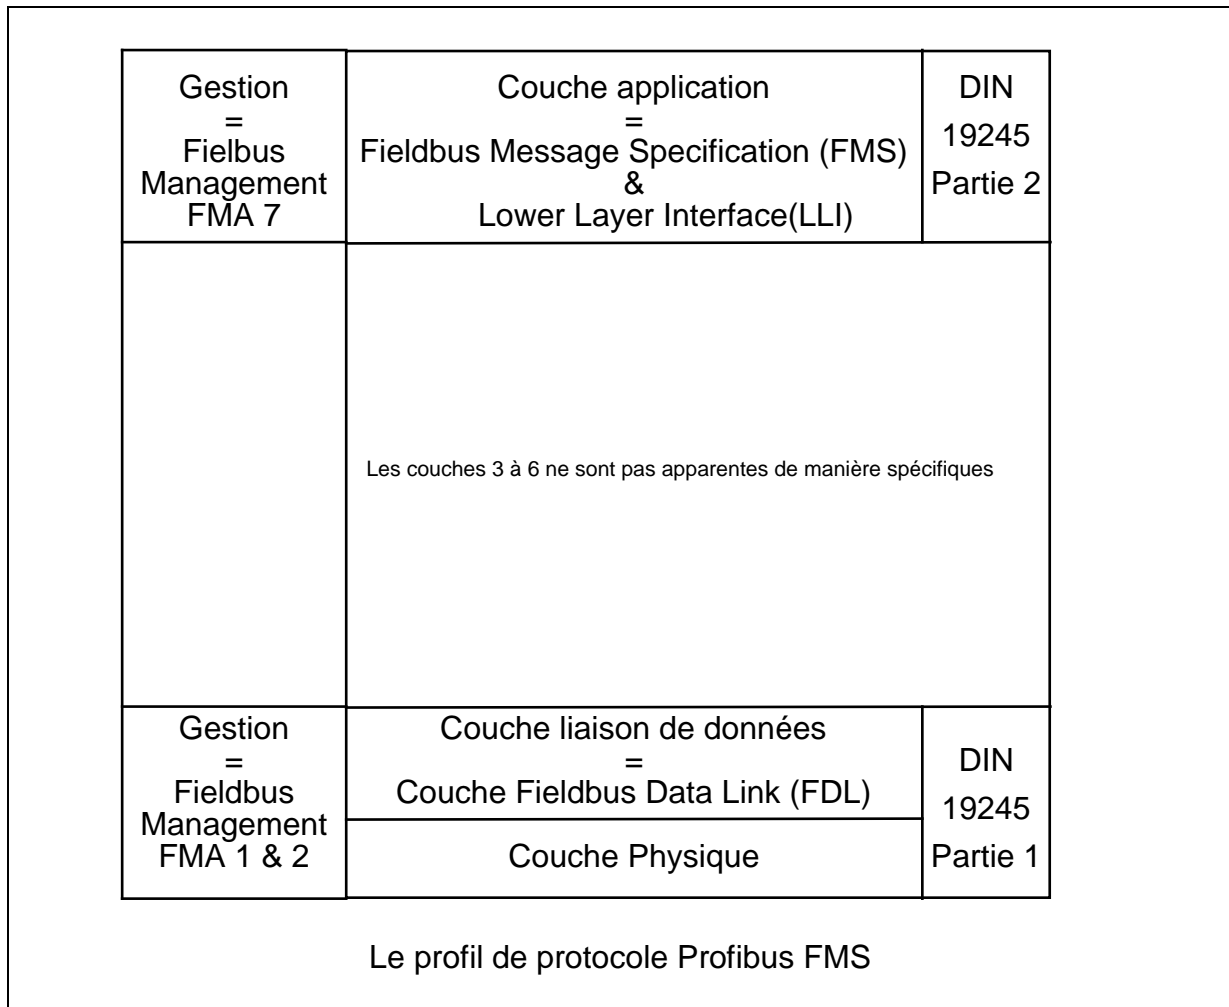 Gestion
=
Fielbus
Management
FMA 7
Couche application
=
Fieldbus Message Specification (FMS)
&
Lower Layer Interface(LLI)
DIN
19245
Partie 2
Les couches 3 à 6 ne sont pas apparentes de manière spécifiques
Gestion
=
Fieldbus
Management
FMA 1 & 2
Couche liaison de données
=
Couche Fieldbus Data Link (FDL)
Couche Physique
DIN
19245
Partie 1
Le profil de protocole Profibus FMS